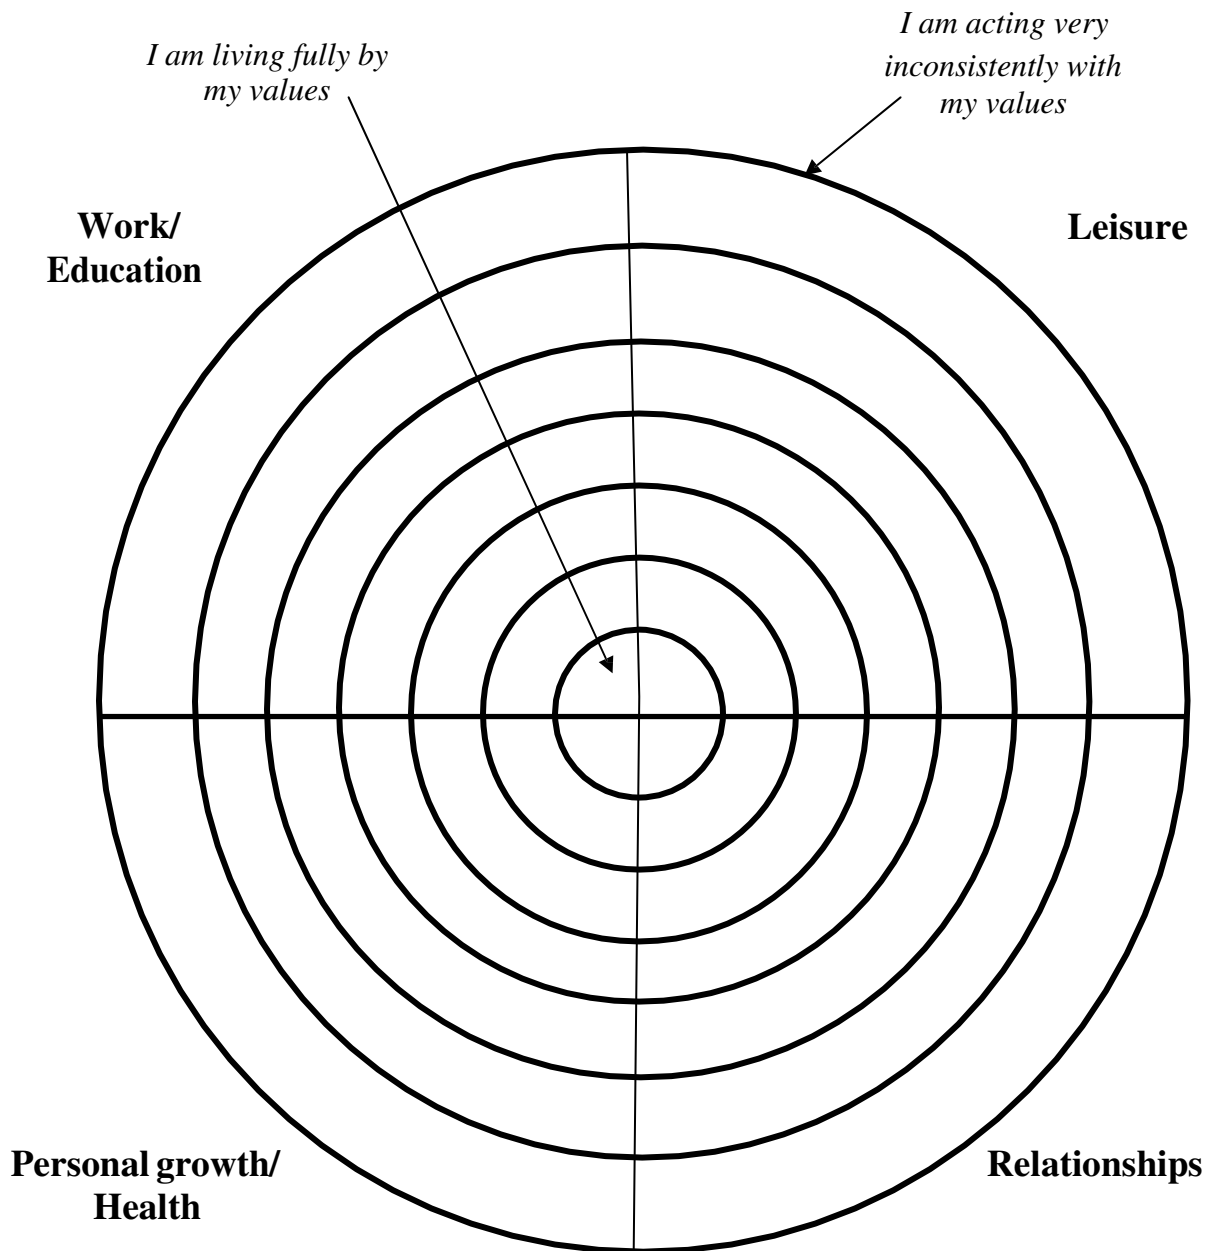 I am living fully by
my values
I am acting very
inconsistently with
my values
Work/
Education
Leisure
Personal growth/
Health
Relationships